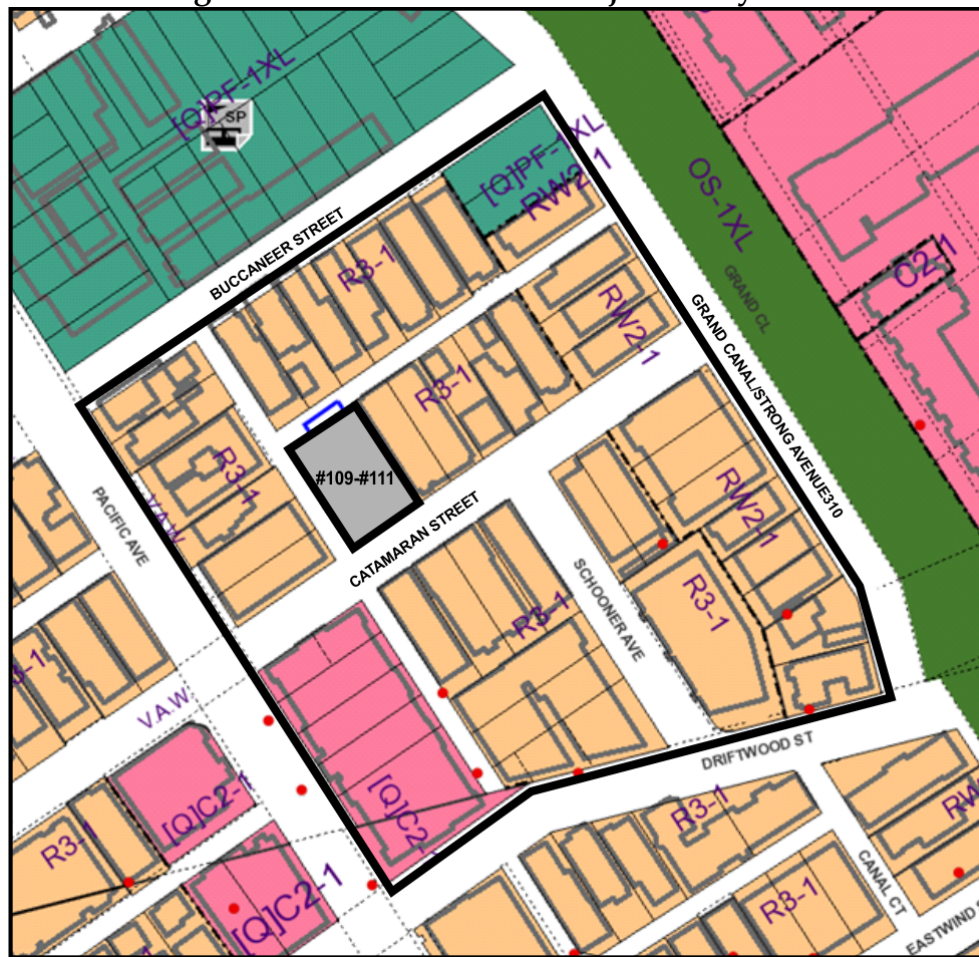 [Q]PF-1XL
SP
[Q]PF-1XL
RW2-1
OS-1XL
O2-1
BUCCANEER STREET
R3-1
GRAND CL
RW2-1
GRAND CANAL/STRONG AVENUE310
R3-1
R3-1
#109-#111
PACIFIC AVE
V.A.W.
CATAMARAN STREET
RW2-1
SCHOONER AVE
R3-1
R3-1
V.A.W.
[Q]C2-1
[Q]C2
DRIFTWOOD ST
R3-1
R3-1
RW
[Q]C2-1
CANAL CT
R3-1
EASTWIND